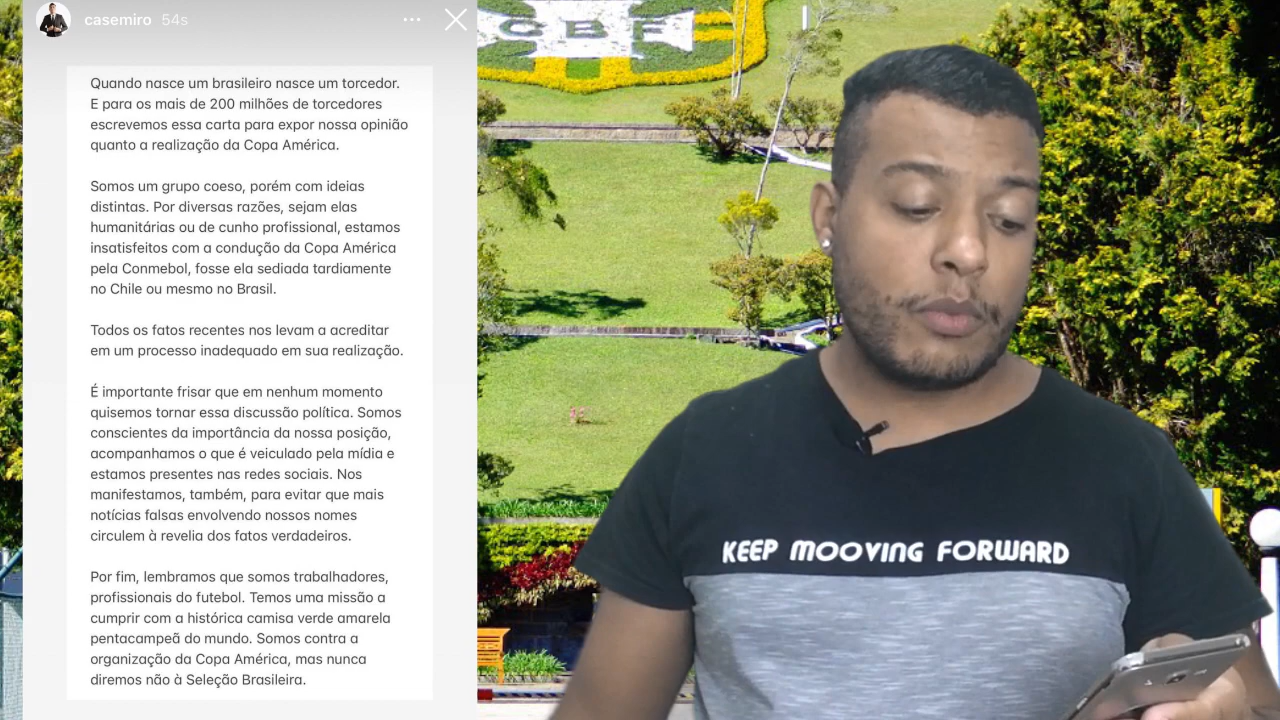 casemiro 54s
CBF
Quando nasce um brasileiro nasce um torcedor.
E para os mais de 200 milhões de torcedores
escrevemos essa carta para expor nossa opinião
quanto a realização da Copa América.
Somos um grupo coeso, porém com ideias
distintas. Por diversas razões, sejam elas
humanitárias ou de cunho profissional, estamos
insatisfeitos com a condução da Copa América
pela Conmebol, fosse ela sediada tardiamente
no Chile ou mesmo no Brasil.
Todos os fatos recentes nos levam a acreditar
em um processo inadequado em sua realização.
É importante frisar que em nenhum momento
quisemos tornar essa discussão política. Somos
conscientes da importância da nossa posição,
acompanhamos o que é veiculado pela mídia e
estamos presentes nas redes sociais. Nos
manifestamos, também, para evitar que mais
notícias falsas envolvendo nossos nomes
circulem à revelia dos fatos verdadeiros.
Por fim, lembramos que somos trabalhadores,
profissionais do futebol. Temos uma missão a
cumprir com a histórica camisa verde amarela
pentacampeã do mundo. Somos contra a
organização da Copa América, mas nunca
diremos não à Seleção Brasileira.
KEEP MOOVING FORWARD